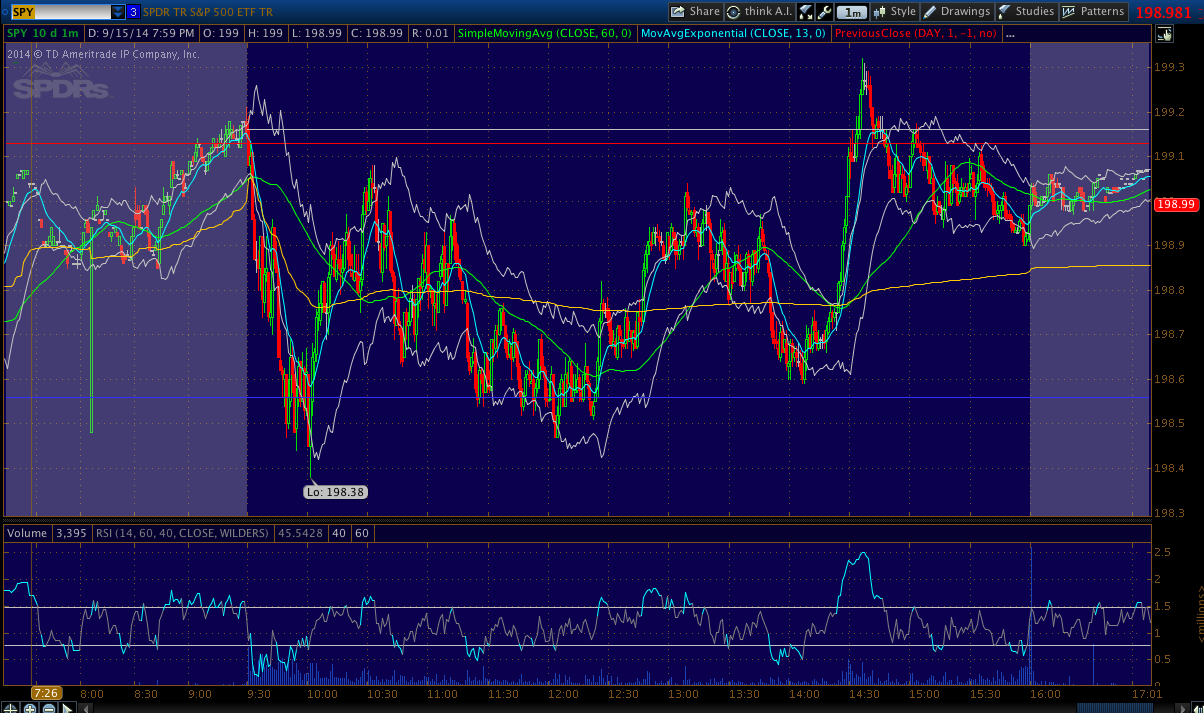 SPY 3 SPDR TR S&P 500 ETF TR Share think A.I. 1m Style Drawings Studies Patterns 198.981
SPY 10 d 1m D: 9/15/14 7:59 PM O: 199 H: 199 L: 198.99 C: 198.99 R: 0.01 SimpleMovingAvg (CLOSE, 60, 0) MovAvgExponential (CLOSE, 13, 0) PreviousClose (DAY, 1, -1, no) ...
2014 © TD Ameritrade IP Company, Inc.
SPDRs
199.3
199.2
199.1
198.99
198.9
198.8
198.7
198.6
198.5
198.4
Lo: 198.38
198.3
Volume 3,395 RSI (14, 60, 40, CLOSE, WILDERS) 45.5428 40 60
2.5
2
1.5
1
0.5
<millions>
7:26 8:00 8:30 9:00 9:30 10:00 10:30 11:00 11:30 12:00 12:30 13:00 13:30 14:00 14:30 15:00 15:30 16:00 17:01